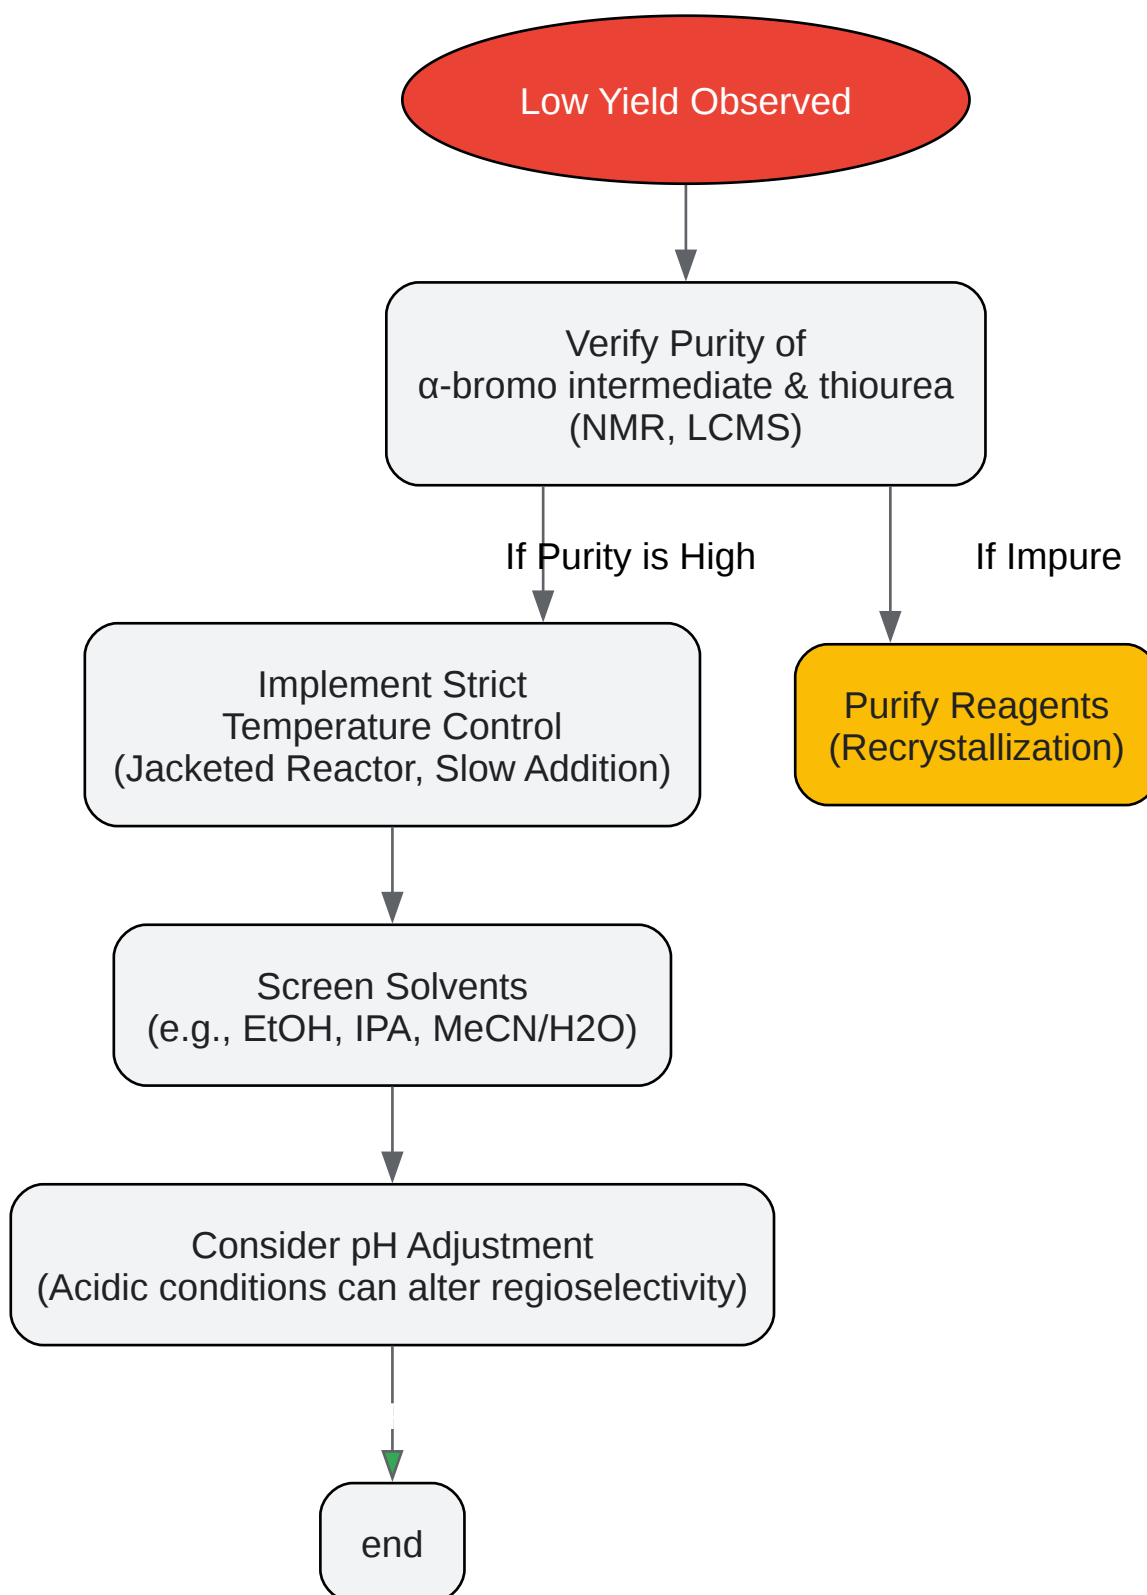 Low Yield Observed
Verify Purity of
α-bromo intermediate & thiourea
(NMR, LCMS)
If Purity is High
If Impure
Implement Strict
Temperature Control
(Jacketed Reactor, Slow Addition)
Purify Reagents
(Recrystallization)
Screen Solvents
(e.g., EtOH, IPA, MeCN/H2O)
Consider pH Adjustment
(Acidic conditions can alter regioselectivity)
end